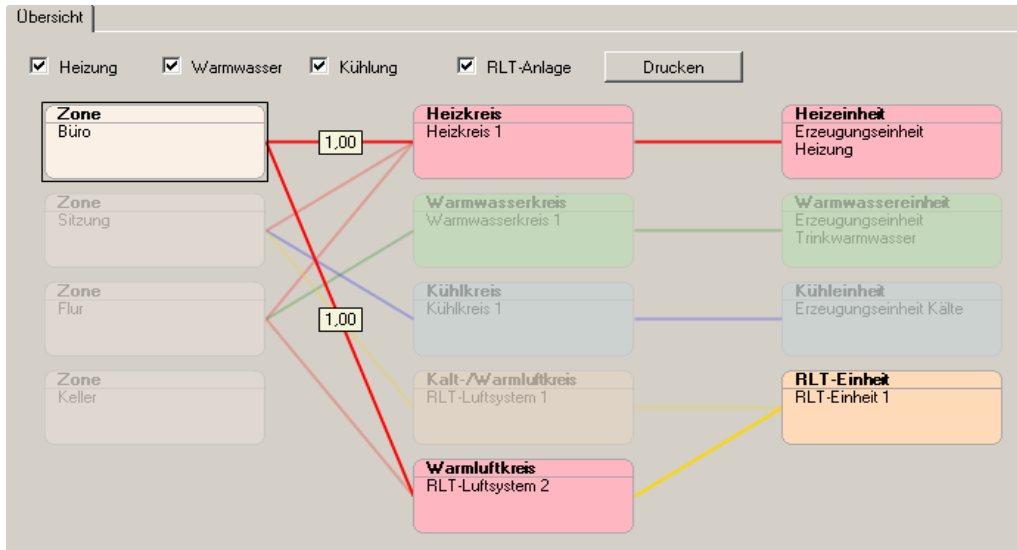 Übersicht
Heizung Warmwasser Kühlung RLT-Anlage Drucken
Zone
Büro
1,00
Heizkreis
Heizkreis 1
Heizeinheit
Erzeugungseinheit
Heizung
Zone
Sitzung
Warmwasserkreis
Warmwasserkreis 1
Warmwassereinheit
Erzeugungseinheit
Trinkwarmwasser
Zone
Flur
1,00
Kühlkreis
Kühlkreis 1
Kühleinheit
Erzeugungseinheit Kälte
Zone
Keller
Kalt-/Warmluftkreis
RLT-Luftsystem 1
RLT-Einheit
RLT-Einheit 1
Warmluftkreis
RLT-Luftsystem 2